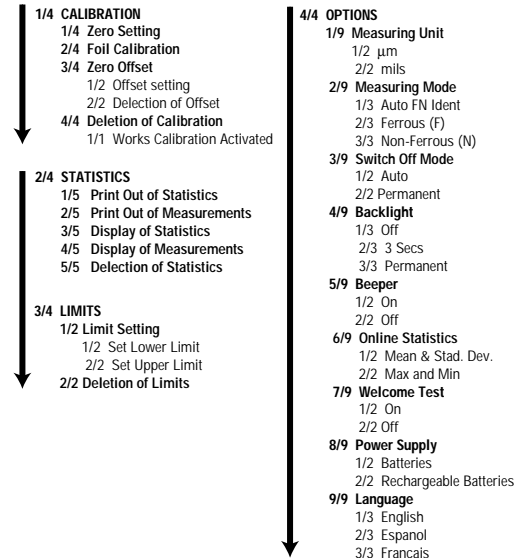 1/4 CALIBRATION
1/4 Zero Setting
2/4 Foil Calibration
3/4 Zero Offset
1/2 Offset setting
2/2 Delection of Offset
4/4 Deletion of Calibration
1/1 Works Calibration Activated
2/4 STATISTICS
1/5 Print Out of Statistics
2/5 Print Out of Measurements
3/5 Display of Statistics
4/5 Display of Measurements
5/5 Delection of Statistics
3/4 LIMITS
1/2 Limit Setting
1/2 Set Lower Limit
2/2 Set Upper Limit
2/2 Deletion of Limits
4/4 OPTIONS
1/9 Measuring Unit
1/2 μm
2/2 mils
2/9 Measuring Mode
1/3 Auto FN Ident
2/3 Ferrous (F)
3/3 Non-Ferrous (N)
3/9 Switch Off Mode
1/2 Auto
2/2 Permanent
4/9 Backlight
1/3 Off
2/3 3 Secs
3/3 Permanent
5/9 Beeper
1/2 On
2/2 Off
6/9 Online Statistics
1/2 Mean & Stad. Dev.
2/2 Max and Min
7/9 Welcome Test
1/2 On
2/2 Off
8/9 Power Supply
1/2 Batteries
2/2 Rechargeable Batteries
9/9 Language
1/3 English
2/3 Espanol
3/3 Francais